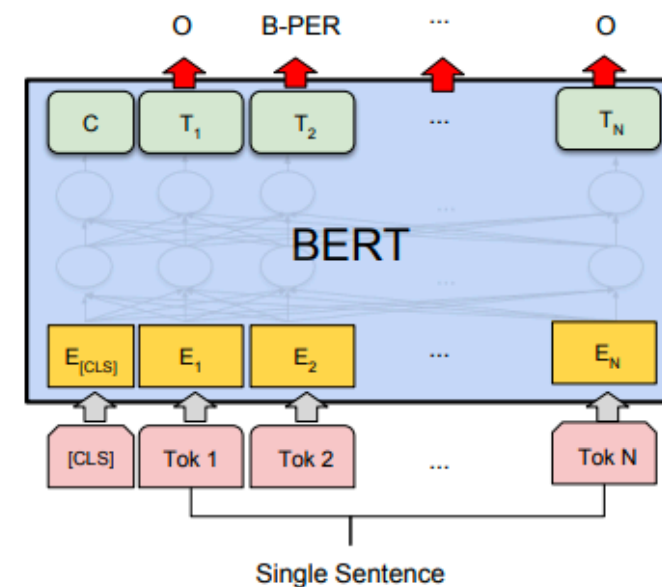 O B-PER ... O
C T1 T2 ... TN
...
BERT
...
E[CLS] E1 E2 ... EN
[CLS] Tok 1 Tok 2 ... Tok N
Single Sentence